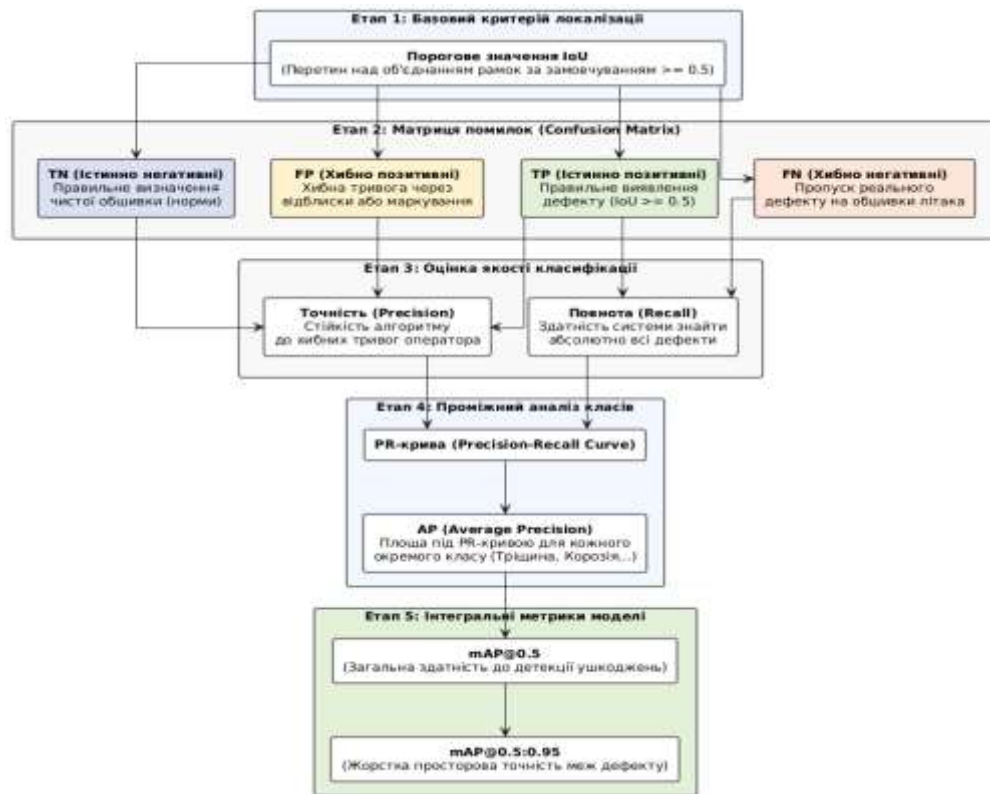 Етап 1: Базовий критерій локалізації
Порогове значення IoU
(Перетин над об'єднанням рамок за замовчуванням >= 0.5)
Етап 2: Матриця помилок (Confusion Matrix)
TN (Істинно негативні)
Правильне визначення
чистої обшивки (норми)
FP (Хибно позитивні)
Хибна тривога через
відблиски або маркування
TP (Істинно позитивні)
Правильне виявлення
дефекту (IoU >= 0.5)
FN (Хибно негативні)
Пропуск реального
дефекту на обшивки літака
Етап 3: Оцінка якості класифікації
Точність (Precision)
Стійкість алгоритму
до хибних тривог оператора
Повнота (Recall)
Здатність системи знайти
абсолютно всі дефекти
Етап 4: Проміжний аналіз класів
PR-крива (Precision-Recall Curve)
AP (Average Precision)
Площа під PR-кривою для кожного
окремого класу (Тріщина, Корозія...)
Етап 5: Інтегральні метрики моделі
mAP@0.5
(Загальна здатність до детекції ушкоджень)
mAP@0.5:0.95
(Жорстка просторова точність меж дефекту)